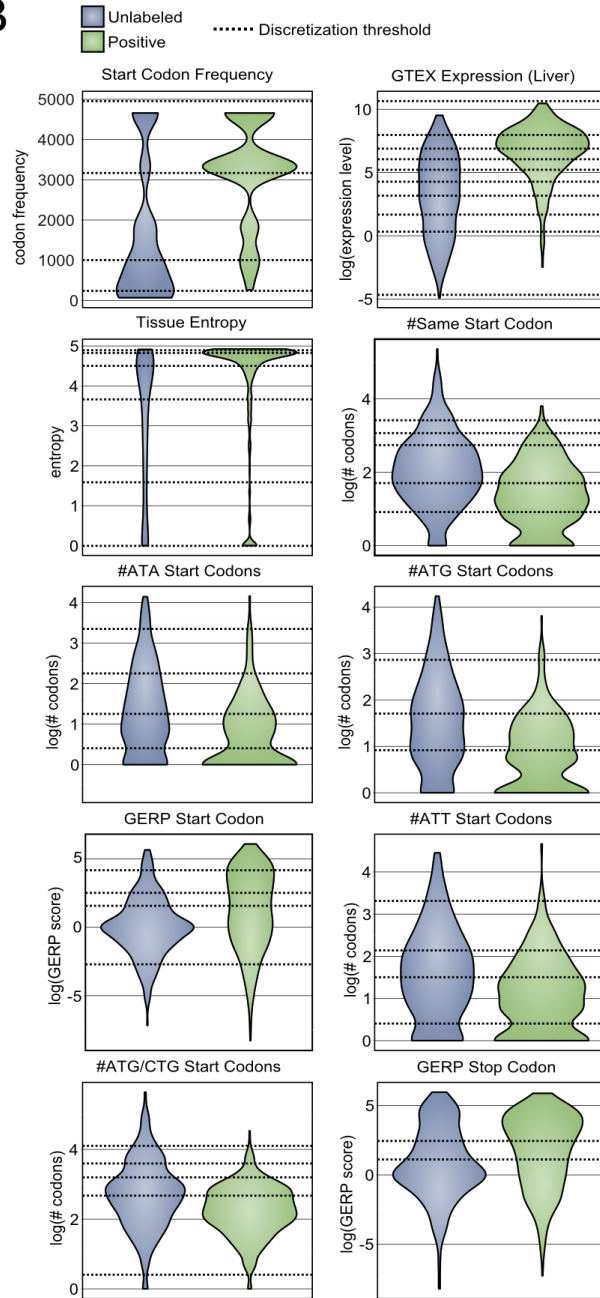 B
Unlabeled
Positive
Discretization threshold
Start Codon Frequency
codon frequency
5000
4000
3000
2000
1000
0
GTEX Expression (Liver)
log(expression level)
10
5
0
-5
Tissue Entropy
entropy
5
4
3
2
1
0
#Same Start Codon
log(# codons)
4
2
0
#ATA Start Codons
log(# codons)
4
3
2
1
0
#ATG Start Codons
log(# codons)
4
3
2
1
0
GERP Start Codon
log(GERP score)
5
0
-5
#ATT Start Codons
log(# codons)
4
3
2
1
0
#ATG/CTG Start Codons
log(# codons)
4
2
0
GERP Stop Codon
log(GERP score)
5
0
-5